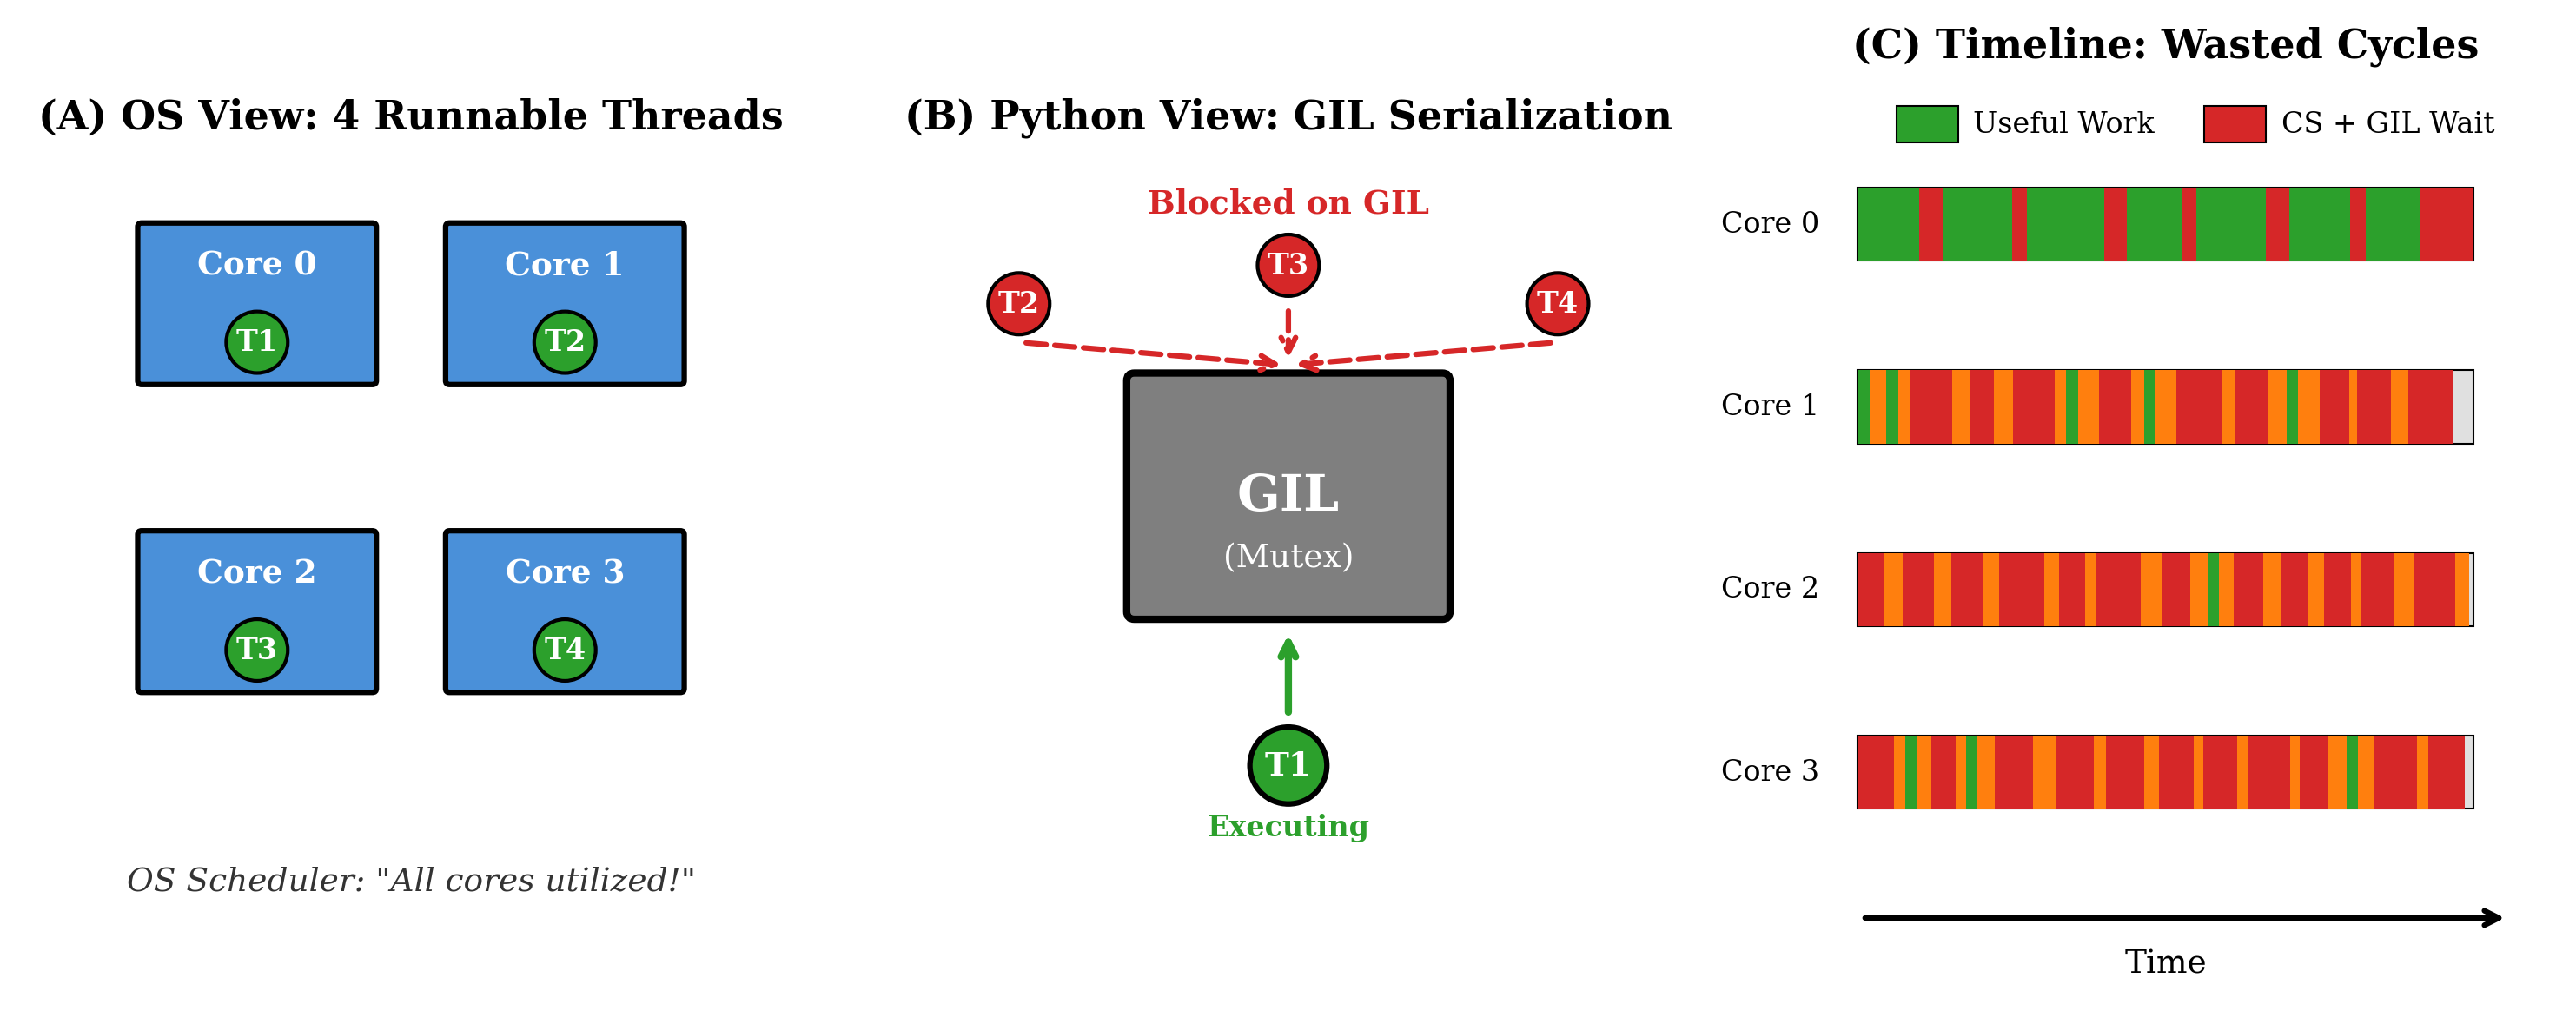 (A) OS View: 4 Runnable Threads
Core 0
T1
Core 1
T2
Core 2
T3
Core 3
T4
OS Scheduler: "All cores utilized!"
(B) Python View: GIL Serialization
Blocked on GIL
T2
T3
T4
GIL
(Mutex)
T1
Executing
(C) Timeline: Wasted Cycles
Useful Work
CS + GIL Wait
Core 0
Core 1
Core 2
Core 3
Time